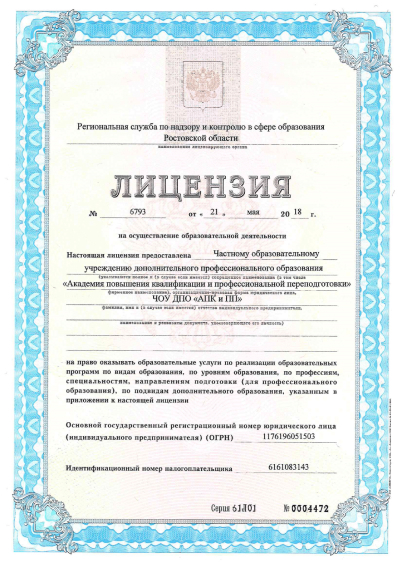 Региональная служба по надзору и контролю в сфере образования
Ростовской области
наименование лицензирующего органа
ЛИЦЕНЗИЯ
№ 6793 от « 21 » мая 20 18 г.
на осуществление образовательной деятельности
Настоящая лицензия предоставлена Частному образовательному
(указываются полное и (в случае если имеется) сокращенное наименование (в том числе
учреждению дополнительного профессионального образования
«Академия повышения квалификации и профессиональной переподготовки»
фирменное наименование), организационно-правовая форма юридического лица,
ЧОУ ДПО «АПК и ПП»
фамилия, имя и (в случае если имеется) отчество индивидуального предпринимателя,
наименование и реквизиты документа, удостоверяющего его личность)
на право оказывать образовательные услуги по реализации образовательных
программ по видам образования, по уровням образования, по профессиям,
специальностям, направлениям подготовки (для профессионального
образования), по подвидам дополнительного образования, указанным в
приложении к настоящей лицензии
Основной государственный регистрационный номер юридического лица
(индивидуального предпринимателя) (ОГРН) 1176196051503
Идентификационный номер налогоплательщика 6161083143
Серия 61Л01 № 0004472